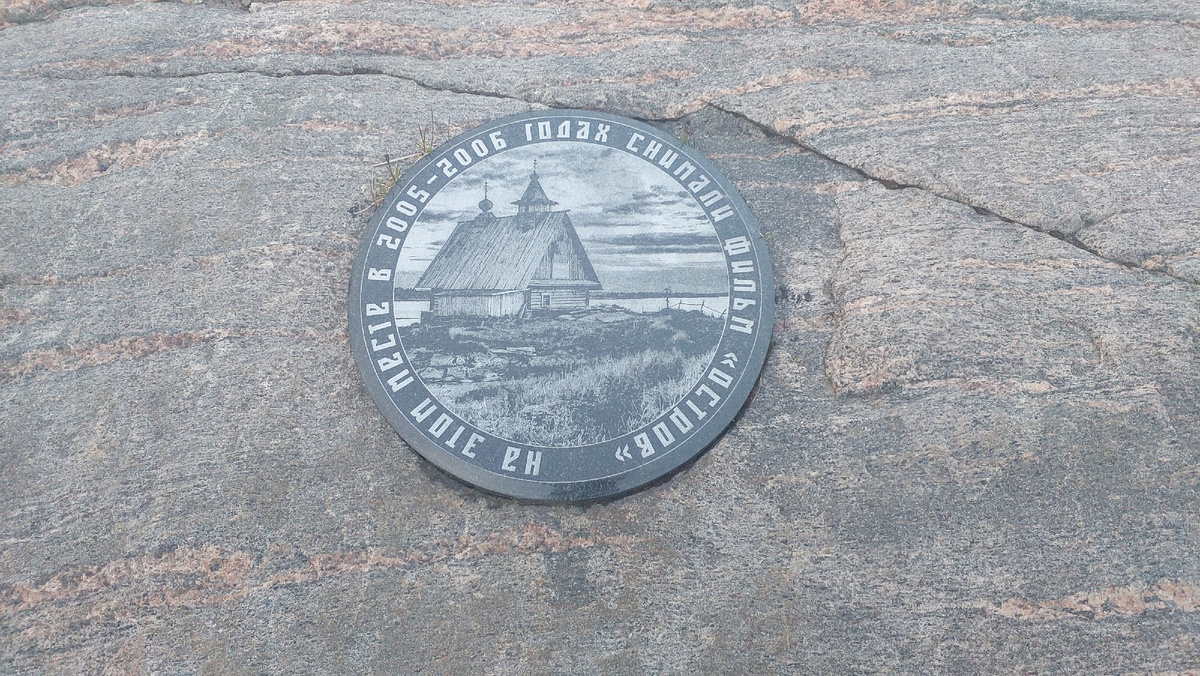 НА ЭТОМ МЕСТЕ В 2005-2006 ГОДАХ СНИМАЛИ ФИЛЬМ «ОСТРОВ»